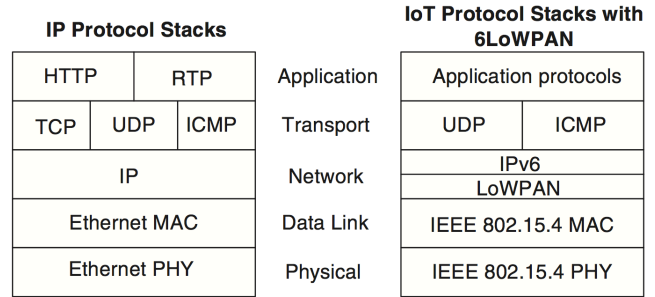 IP Protocol Stacks
IoT Protocol Stacks with
6LoWPAN
HTTP RTP Application Application protocols
TCP UDP ICMP Transport UDP ICMP
IP Network IPv6
LoWPAN
Ethernet MAC Data Link IEEE 802.15.4 MAC
Ethernet PHY Physical IEEE 802.15.4 PHY